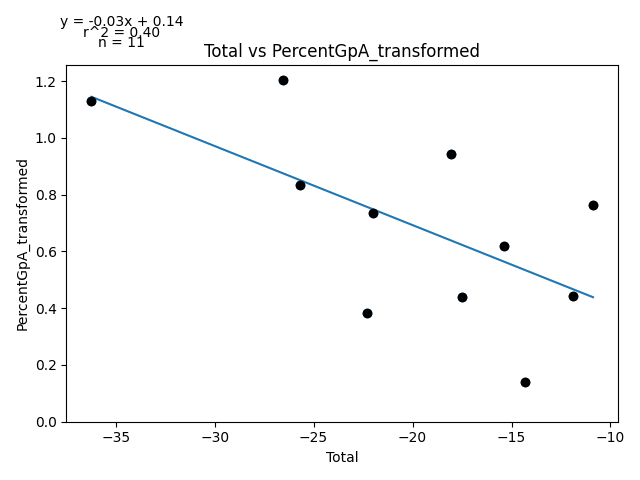 y = -0.03x + 0.14
r^2 = 0.40
n = 11
Total vs PercentGpA_transformed
1.2
1.0
0.8
0.6
0.4
0.2
0.0
PercentGpA_transformed
−35 −30 −25 −20 −15 −10
Total